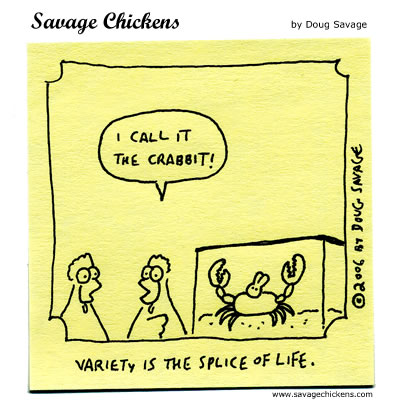 Savage Chickens
by Doug Savage
I CALL IT
THE CRABBIT!
© 2006 BY DOUG SAVAGE
VARIETY IS THE SPLICE OF LIFE.
www.savagechickens.com